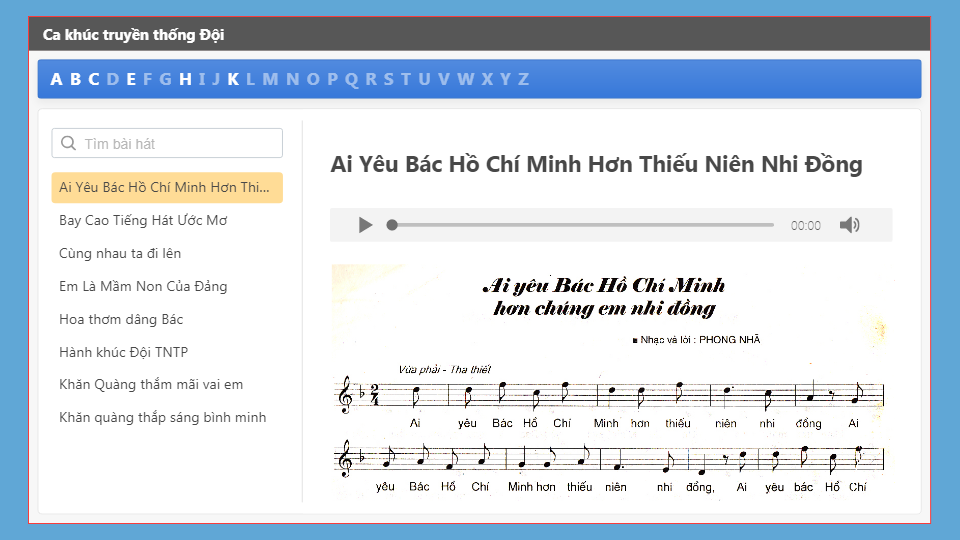 Ca khúc truyền thống Đội
A B C D E F G H I J K L M N O P Q R S T U V W X Y Z
Tìm bài hát
Ai Yêu Bác Hồ Chí Minh Hơn Thi...
Bay Cao Tiếng Hát Ước Mơ
Cùng nhau ta đi lên
Em Là Mầm Non Của Đảng
Hoa thơm dâng Bác
Hành khúc Đội TNTP
Khăn Quàng thắm mãi vai em
Khăn quàng thắp sáng bình minh
Ai Yêu Bác Hồ Chí Minh Hơn Thiếu Niên Nhi Đồng
00:00
Ai yêu Bác Hồ Chí Minh
hơn chúng em nhi đồng
■ Nhạc và lời : PHONG NHÃ
Vừa phải - Tha thiết
2
4
Ai yêu Bác Hồ Chí Minh hơn thiếu niên nhi đồng Ai
yêu Bác Hồ Chí Minh hơn thiếu niên nhi đồng, Ai yêu bác Hồ Chí